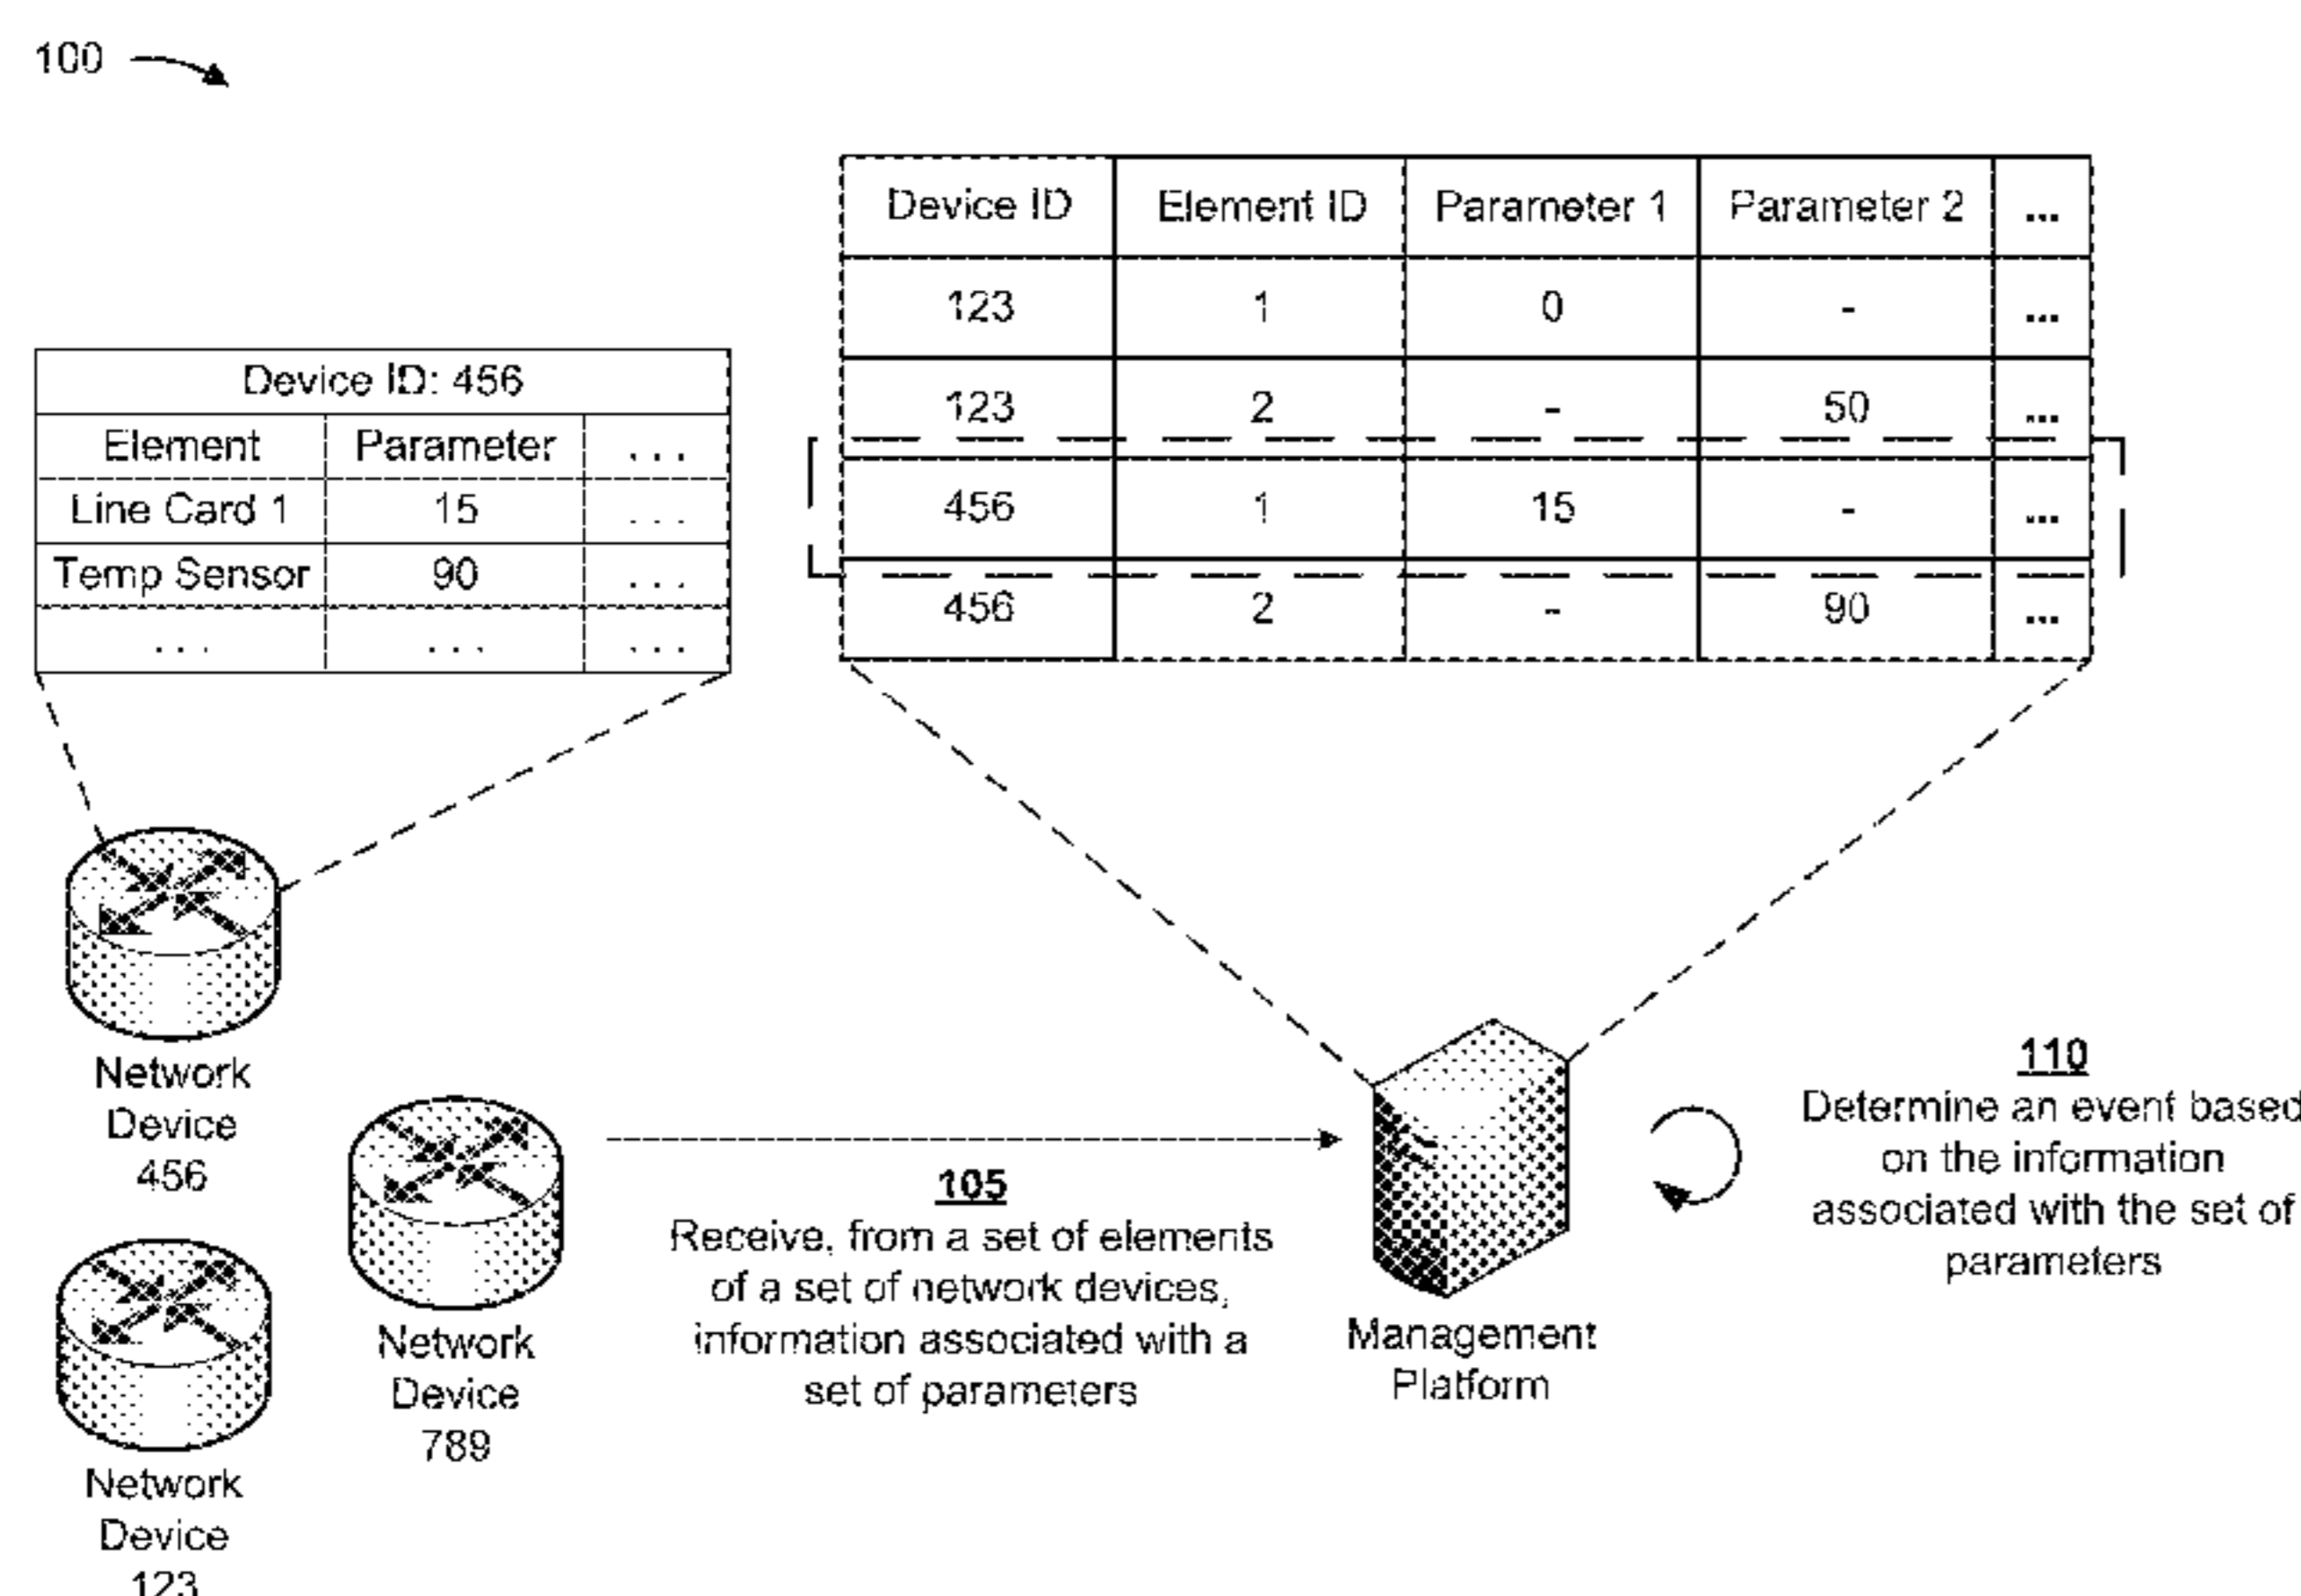 100
Device ID: 456
Element Parameter ...
Line Card 1 15 ...
Temp Sensor 90 ...
... ... ...
Device ID Element ID Parameter 1 Parameter 2 ...
123 1 0 - ...
123 2 - 50 ...
456 1 15 - ...
456 2 - 90 ...
Network
Device
456
Network
Device
789
Network
Device
123
105
Receive, from a set of elements
of a set of network devices,
information associated with a
set of parameters
Management
Platform
110
Determine an event based
on the information
associated with the set of
parameters